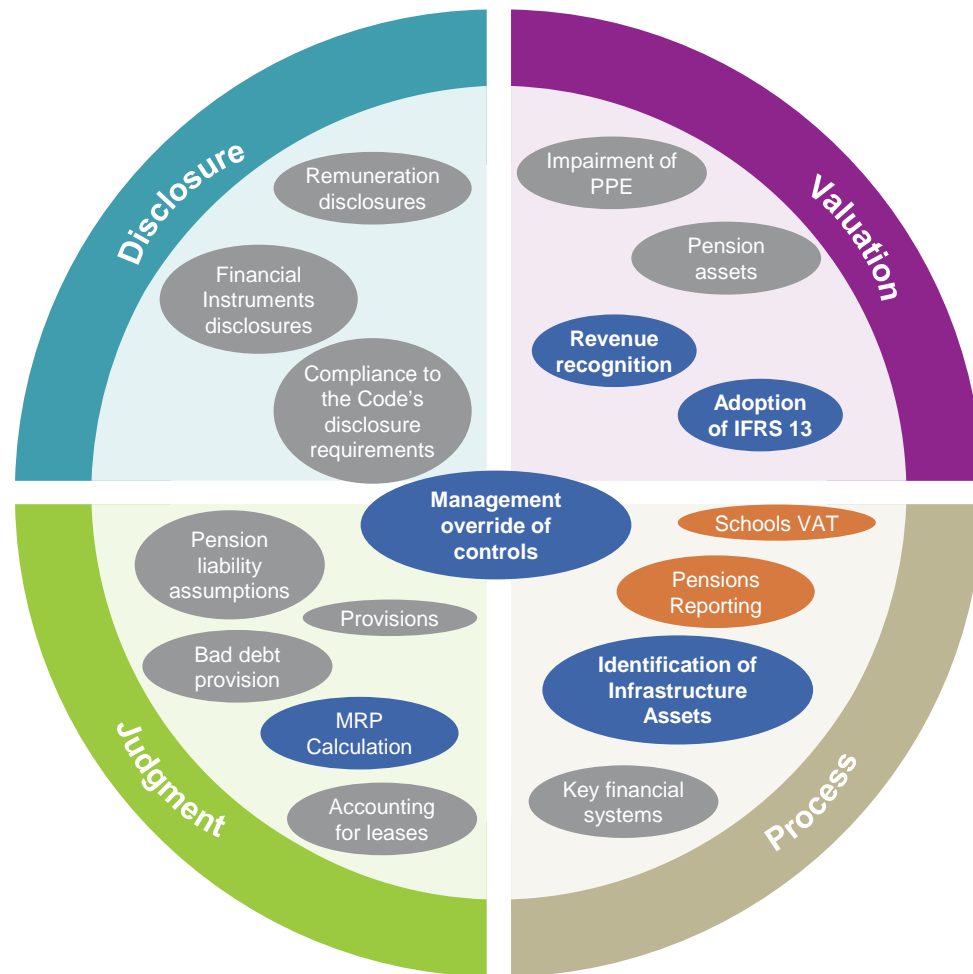 Disclosure
Remuneration
disclosures
Financial
Instruments
disclosures
Compliance to
the Code’s
disclosure
requirements
Valuation
Impairment of
PPE
Pension
assets
Revenue
recognition
Adoption
of IFRS 13
Management
override of
controls
Judgment
Pension
liability
assumptions
Provisions
Bad debt
provision
MRP
Calculation
Accounting
for leases
Process
Schools VAT
Pensions
Reporting
Identification of
Infrastructure
Assets
Key financial
systems